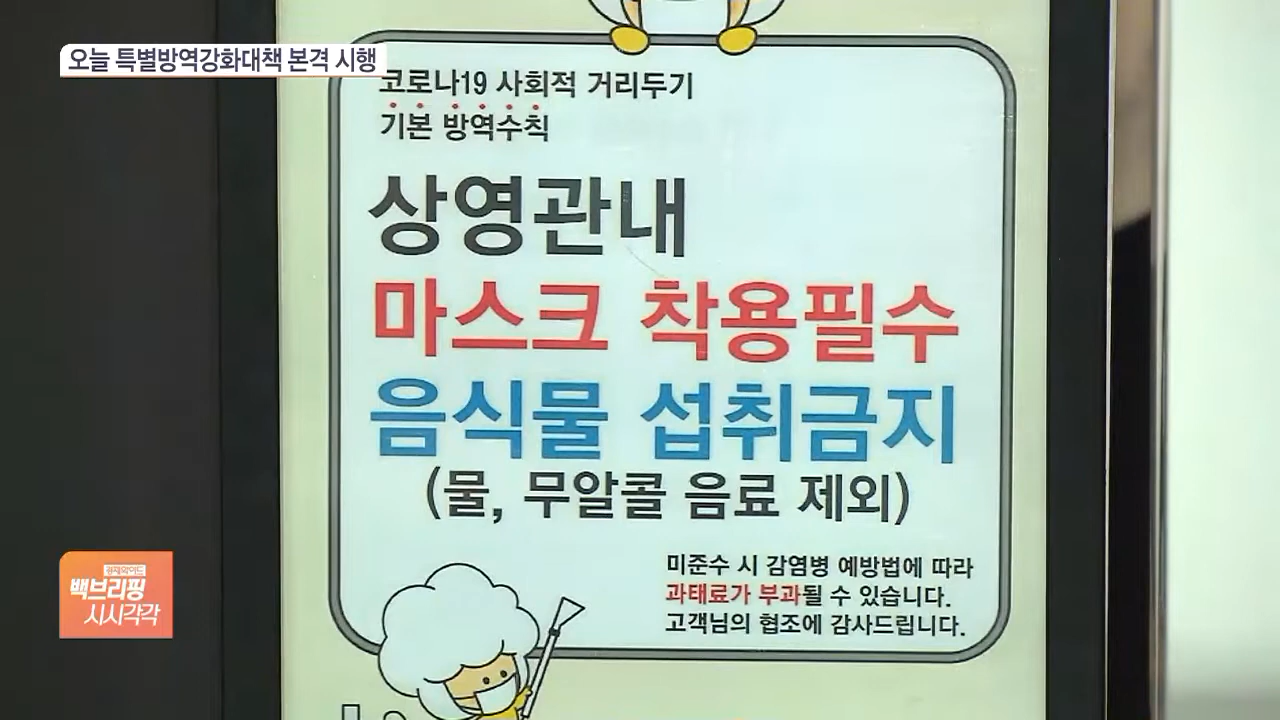 오늘 특별방역강화대책 본격 시행
코로나19 사회적 거리두기
기본 방역수칙
상영관내
마스크 착용필수
음식물 섭취금지
(물, 무알콜 음료 제외)
미준수 시 감염병 예방법에 따라
과태료가 부과될 수 있습니다.
고객님의 협조에 감사드립니다.
경제와이드
백브리핑
시시각각